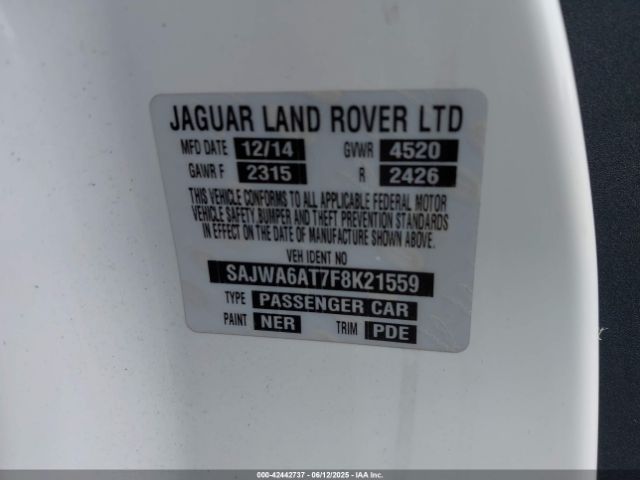 JAGUAR LAND ROVER LTD
MFD DATE 12/14 GVWR 4520
GAWR F 2315 R 2426
THIS VEHICLE CONFORMS TO ALL APPLICABLE FEDERAL MOTOR
VEHICLE SAFETY,BUMPER AND THEFT PREVENTION STANDARDS
IN EFFECT ON THE DATE OF MANUFACTURE SHOWN ABOVE.
VEH IDENT NO
SAJWA6AT7F8K21559
TYPE PASSENGER CAR
PAINT NER TRIM PDE
000-42442737 - 06/12/2025 - IAA Inc.